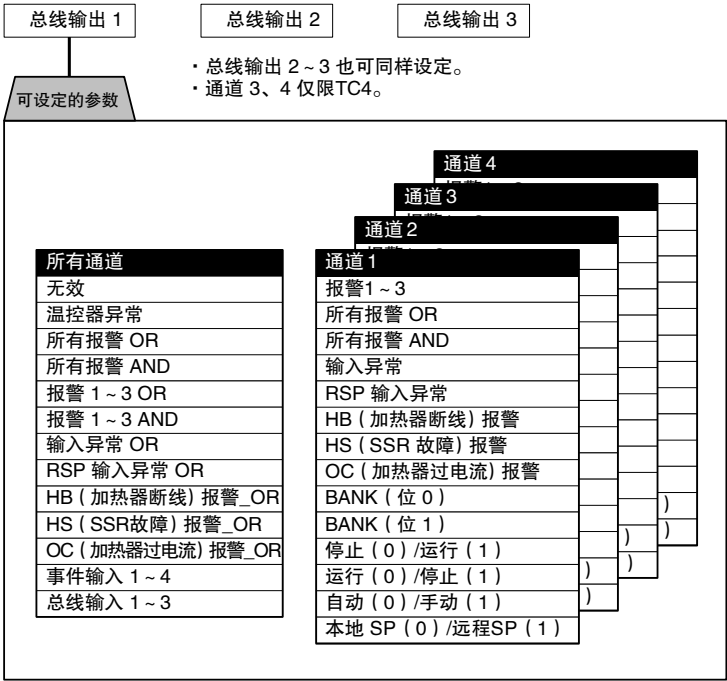 总线输出 1
总线输出 2
总线输出 3
・总线输出 2 ~ 3 也可同样设定。
・通道 3、4 仅限TC4。
可设定的参数
所有通道
无效
温控器异常
所有报警 OR
所有报警 AND
报警 1 ~ 3 OR
报警 1 ~ 3 AND
输入异常 OR
RSP 输入异常 OR
HB ( 加热器断线) 报警_OR
HS ( SSR故障) 报警_OR
OC ( 加热器过电流) 报警_OR
事件输入 1 ~ 4
总线输入 1 ~ 3
通道 4
通道 3
通道 2
通道 1
报警1 ~ 3
所有报警 OR
所有报警 AND
输入异常
RSP 输入异常
HB ( 加热器断线) 报警
HS ( SSR 故障) 报警
OC ( 加热器过电流) 报警
BANK ( 位 0 )
BANK ( 位 1 )
停止 ( 0 ) /运行 ( 1 )
运行 ( 0 ) /停止 ( 1 )
自动 ( 0 ) /手动 ( 1 )
本地 SP ( 0 ) /远程SP ( 1 )
)
)
)
)
)
)